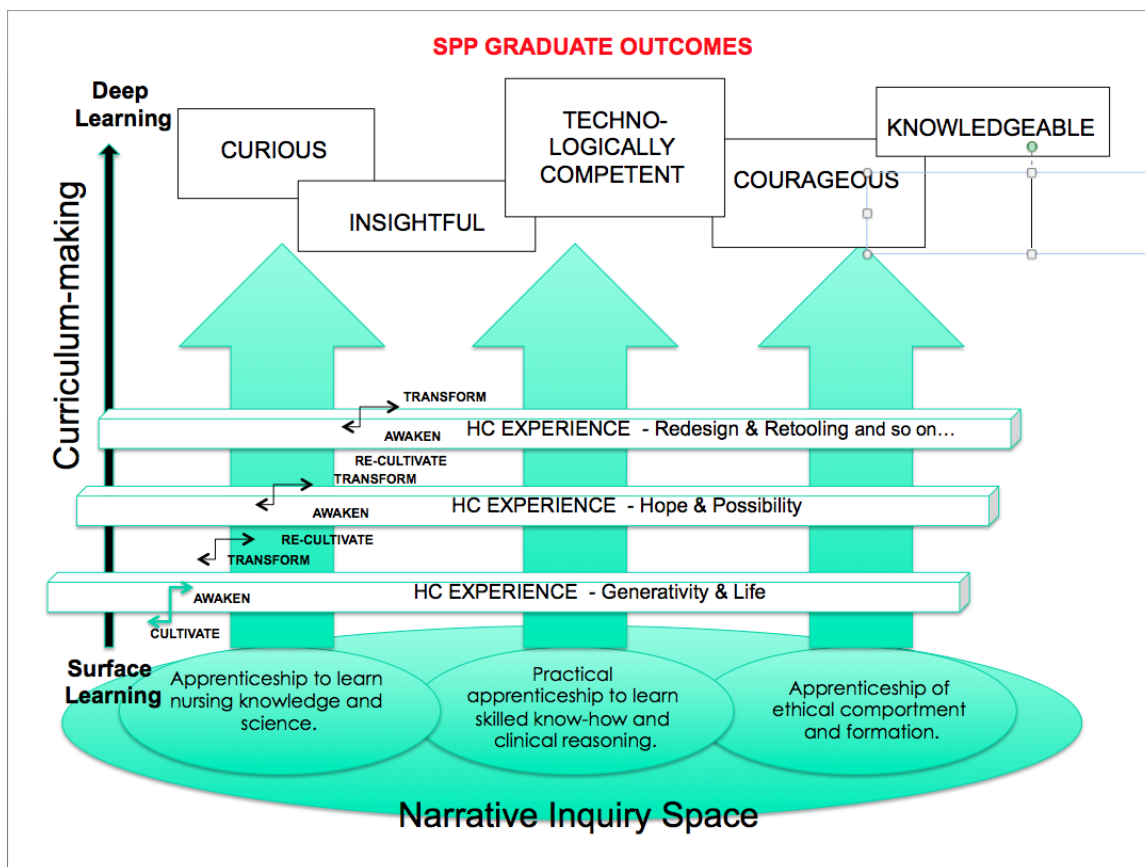 SPP GRADUATE OUTCOMES
Deep
Learning
CURIOUS
INSIGHTFUL
TECHNO-
LOGICALLY
COMPETENT
COURAGEOUS
KNOWLEDGEABLE
Curriculum-making
TRANSFORM
AWAKEN
HC EXPERIENCE - Redesign & Retooling and so on…
RE-CULTIVATE
TRANSFORM
AWAKEN
HC EXPERIENCE - Hope & Possibility
RE-CULTIVATE
TRANSFORM
AWAKEN
HC EXPERIENCE - Generativity & Life
CULTIVATE
Surface
Learning
Apprenticeship to learn
nursing knowledge and
science.
Practical
apprenticeship to learn
skilled know-how and
clinical reasoning.
Apprenticeship of
ethical comportment
and formation.
Narrative Inquiry Space